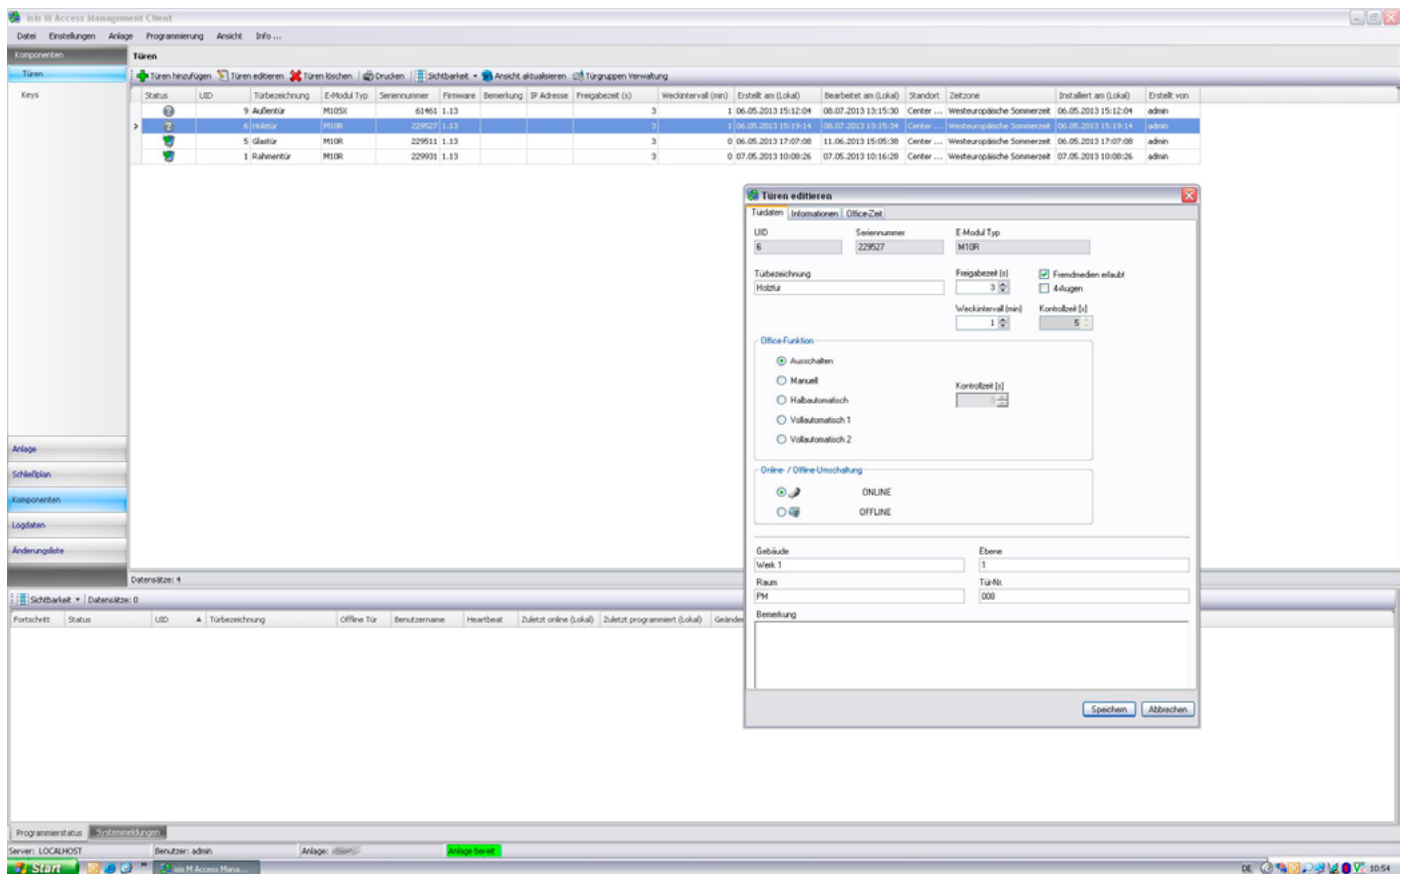 isis M Access Management Client
Datei Einstellungen Anlage Programmierung Ansicht Info ...
Komponenten
Türen
Keys
Anlage
Schließplan
Komponenten
Logdaten
Änderungsliste
Türen
Türen hinzufügen Türen editieren Türen löschen Drucken Sichtbarkeit Ansicht aktualisieren Türgruppen Verwaltung
Status UID Türbezeichnung E-Modul Typ Seriennummer Firmware Bemerkung IP Adresse Freigabezeit (s) Weckintervall (min) Erstellt am (Lokal) Bearbeitet am (Lokal) Standort Zeitzone Installiert am (Lokal) Erstellt von
9 Außentür M10SX 61461 1.13 3 1 06.05.2013 15:12:04 08.07.2013 13:15:30 Center ... Westeuropäische Sommerzeit 06.05.2013 15:12:04 admin
6 Holztür M10R 229527 1.13 3 1 06.05.2013 15:19:14 08.07.2013 13:15:34 Center ... Westeuropäische Sommerzeit 06.05.2013 15:19:14 admin
5 Glastür M10R 229511 1.13 3 0 06.05.2013 17:07:08 11.06.2013 15:05:38 Center ... Westeuropäische Sommerzeit 06.05.2013 17:07:08 admin
1 Rahmentür M10R 229931 1.13 3 0 07.05.2013 10:08:26 07.05.2013 10:16:28 Center ... Westeuropäische Sommerzeit 07.05.2013 10:08:26 admin
Türen editieren
Türdaten Informationen Office-Zeit
UID Seriennummer E-Modul Typ
6 229527 M10R
Türbezeichnung Freigabezeit [s] Fremdmedien erlaubt
Holztür 3 4-Augen
Weckintervall (min) Kontrollzeit [s]
1 5
Office-Funktion
Ausschalten
Manuell Kontrollzeit [s]
Halbautomatisch 3
Vollautomatisch 1
Vollautomatisch 2
Online- / Offline-Umschaltung
ONLINE
OFFLINE
Gebäude Ebene
Werk 1 1
Raum Tür-Nr.
PM 008
Bemerkung
Speichern Abbrechen
Datensätze: 4
Sichtbarkeit Datensätze: 0
Fortschritt Status UID Türbezeichnung Offline Tür Benutzername Heartbeat Zuletzt online (Lokal) Zuletzt programmiert (Lokal) Geänder
Programmierstatus Systemmeldungen
Server: LOCALHOST Benutzer: admin Anlage: Anlage bereit
Start isis M Access Mana... DE 10:54